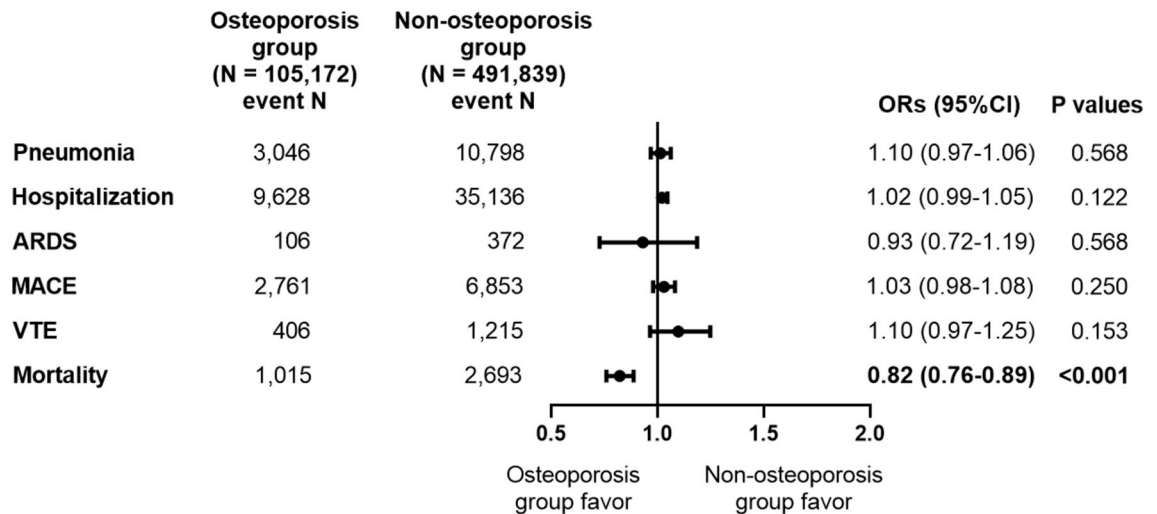 Osteoporosis Non-osteoporosis
group group
(N = 105,172) (N = 491,839)
event N event N ORs (95%CI) P values
Pneumonia 3,046 10,798 1.10 (0.97-1.06) 0.568
Hospitalization 9,628 35,136 1.02 (0.99-1.05) 0.122
ARDS 106 372 0.93 (0.72-1.19) 0.568
MACE 2,761 6,853 1.03 (0.98-1.08) 0.250
VTE 406 1,215 1.10 (0.97-1.25) 0.153
Mortality 1,015 2,693 0.82 (0.76-0.89) <0.001
0.5 1.0 1.5 2.0
Osteoporosis Non-osteoporosis
group favor group favor